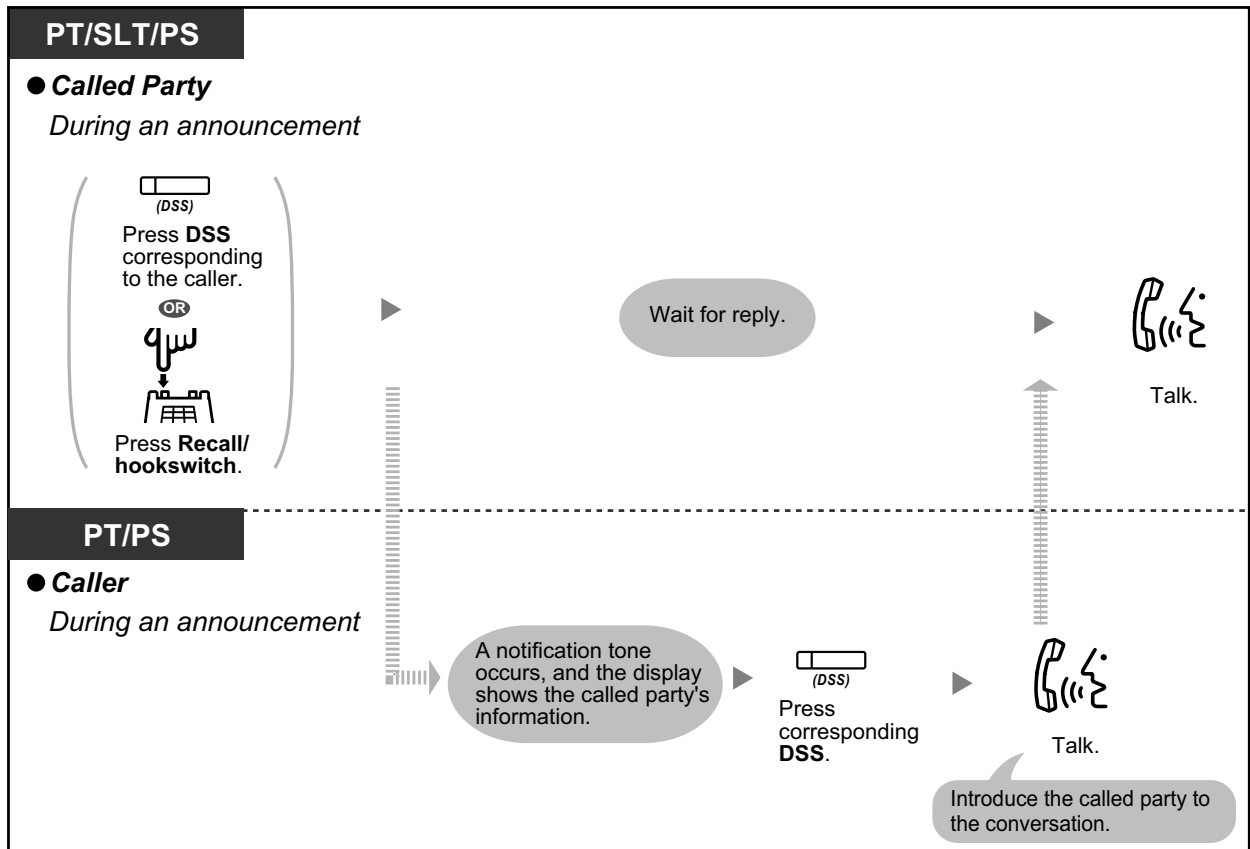 PT/SLT/PS
● Called Party
During an announcement
(DSS)
Press DSS
corresponding
to the caller.
OR
Press Recall/
hookswitch.
Wait for reply.
Talk.
PT/PS
● Caller
During an announcement
A notification tone
occurs, and the display
shows the called party's
information.
(DSS)
Press
corresponding
DSS.
Talk.
Introduce the called party to
the conversation.